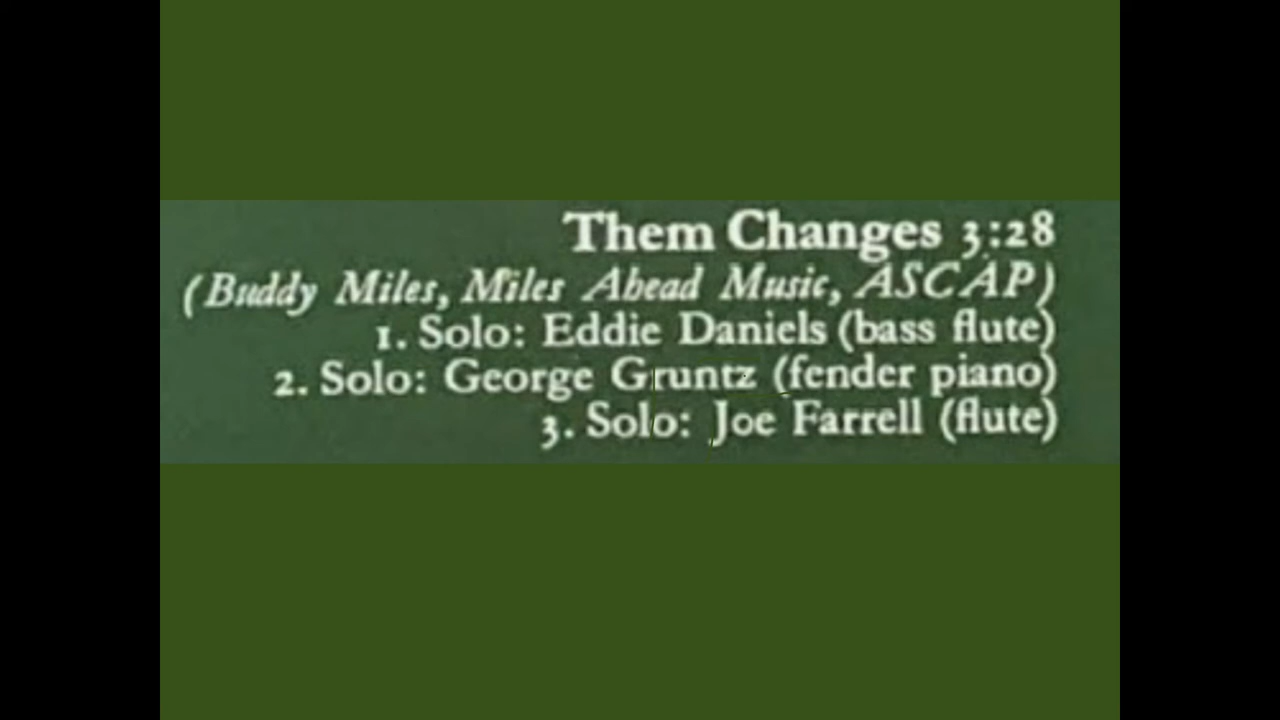 Them Changes 3:28
(Buddy Miles, Miles Ahead Music, ASCAP)
1. Solo: Eddie Daniels (bass flute)
2. Solo: George Gruntz (fender piano)
3. Solo: Joe Farrell (flute)